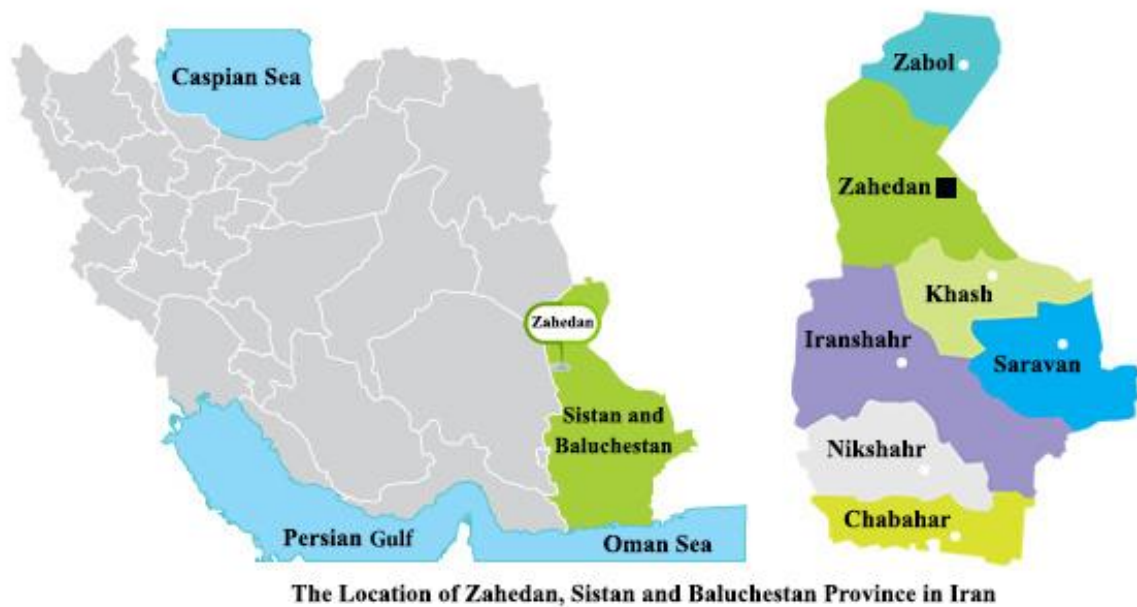 Caspian Sea
Zahedan
Sistan and
Baluchestan
Persian Gulf
Oman Sea
Zabol
Zahedan
Khash
Iranshahr
Saravan
Nikshahr
Chabahar
The Location of Zahedan, Sistan and Baluchestan Province in Iran